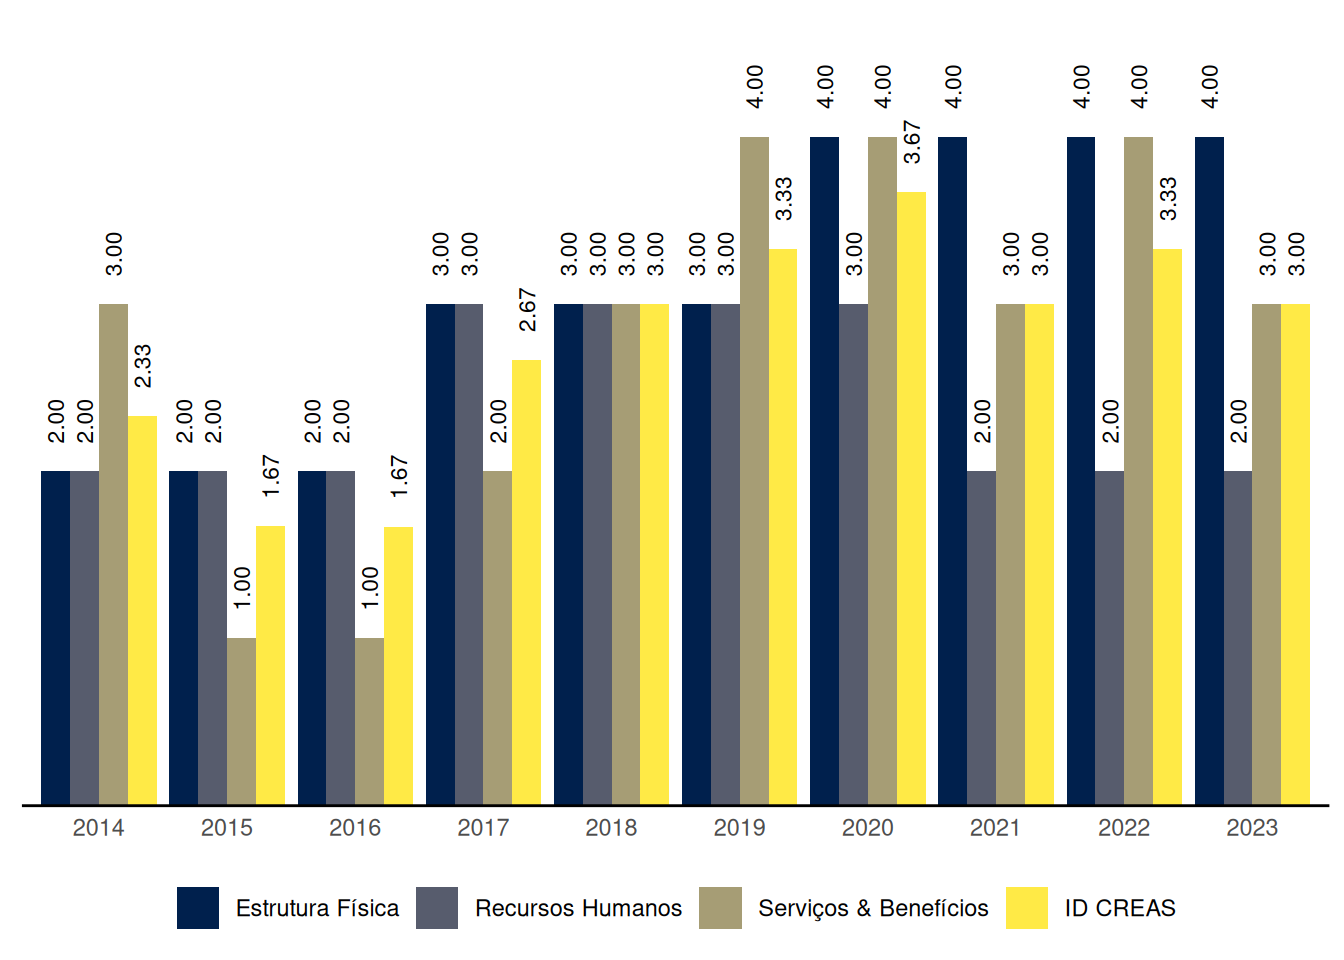 2.00 2.00 3.00 2.33
2.00 2.00 1.00 1.67
2.00 2.00 1.00 1.67
3.00 3.00 2.00 2.67
3.00 3.00 3.00 3.00
3.00 3.00 4.00 3.33
4.00 3.00 4.00 3.67
4.00 2.00 3.00 3.00
4.00 2.00 4.00 3.33
4.00 2.00 3.00 3.00
2014 2015 2016 2017 2018 2019 2020 2021 2022 2023
Estrutura Física Recursos Humanos Serviços & Benefícios ID CREAS